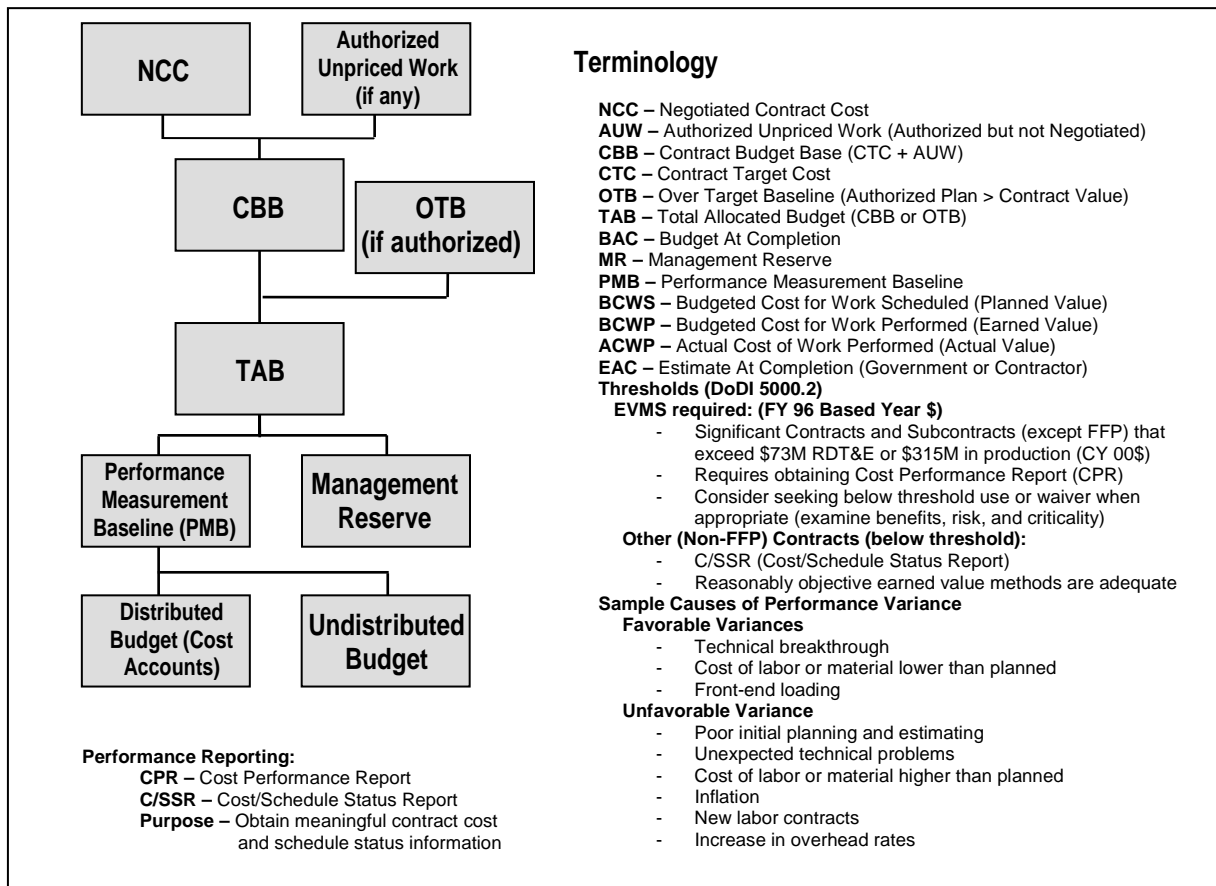 NCC
Authorized
Unpriced Work
(if any)
CBB
OTB
(if authorized)
TAB
Performance
Measurement
Baseline (PMB)
Management
Reserve
Distributed
Budget (Cost
Accounts)
Undistributed
Budget
Performance Reporting:
CPR – Cost Performance Report
C/SSR – Cost/Schedule Status Report
Purpose – Obtain meaningful contract cost
and schedule status information
Terminology
NCC – Negotiated Contract Cost
AUW – Authorized Unpriced Work (Authorized but not Negotiated)
CBB – Contract Budget Base (CTC + AUW)
CTC – Contract Target Cost
OTB – Over Target Baseline (Authorized Plan > Contract Value)
TAB – Total Allocated Budget (CBB or OTB)
BAC – Budget At Completion
MR – Management Reserve
PMB – Performance Measurement Baseline
BCWS – Budgeted Cost for Work Scheduled (Planned Value)
BCWP – Budgeted Cost for Work Performed (Earned Value)
ACWP – Actual Cost of Work Performed (Actual Value)
EAC – Estimate At Completion (Government or Contractor)
Thresholds (DoDI 5000.2)
EVMS required: (FY 96 Based Year $)
- Significant Contracts and Subcontracts (except FFP) that
exceed $73M RDT&E or $315M in production (CY 00$)
- Requires obtaining Cost Performance Report (CPR)
- Consider seeking below threshold use or waiver when
appropriate (examine benefits, risk, and criticality)
Other (Non-FFP) Contracts (below threshold):
- C/SSR (Cost/Schedule Status Report)
- Reasonably objective earned value methods are adequate
Sample Causes of Performance Variance
Favorable Variances
- Technical breakthrough
- Cost of labor or material lower than planned
- Front-end loading
Unfavorable Variance
- Poor initial planning and estimating
- Unexpected technical problems
- Cost of labor or material higher than planned
- Inflation
- New labor contracts
- Increase in overhead rates